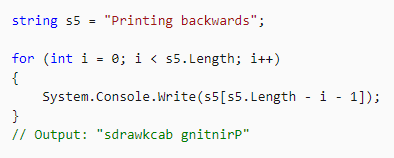 string s5 = "Printing backwards";
for (int i = 0; i < s5.Length; i++)
{
    System.Console.Write(s5[s5.Length - i - 1]);
}
// Output: "sdrawkcab gnitnirP"